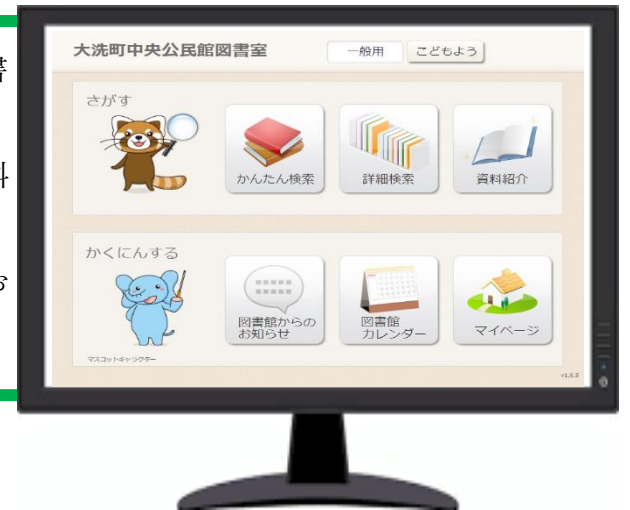 大洗町中央公民館図書室
一般用 こどもよう
さがす
かんたん検索 詳細検索 資料紹介
かくにんする
図書館からの
お知らせ
図書館
カレンダー
マイページ
マスコットキャラクター
v1.6.5